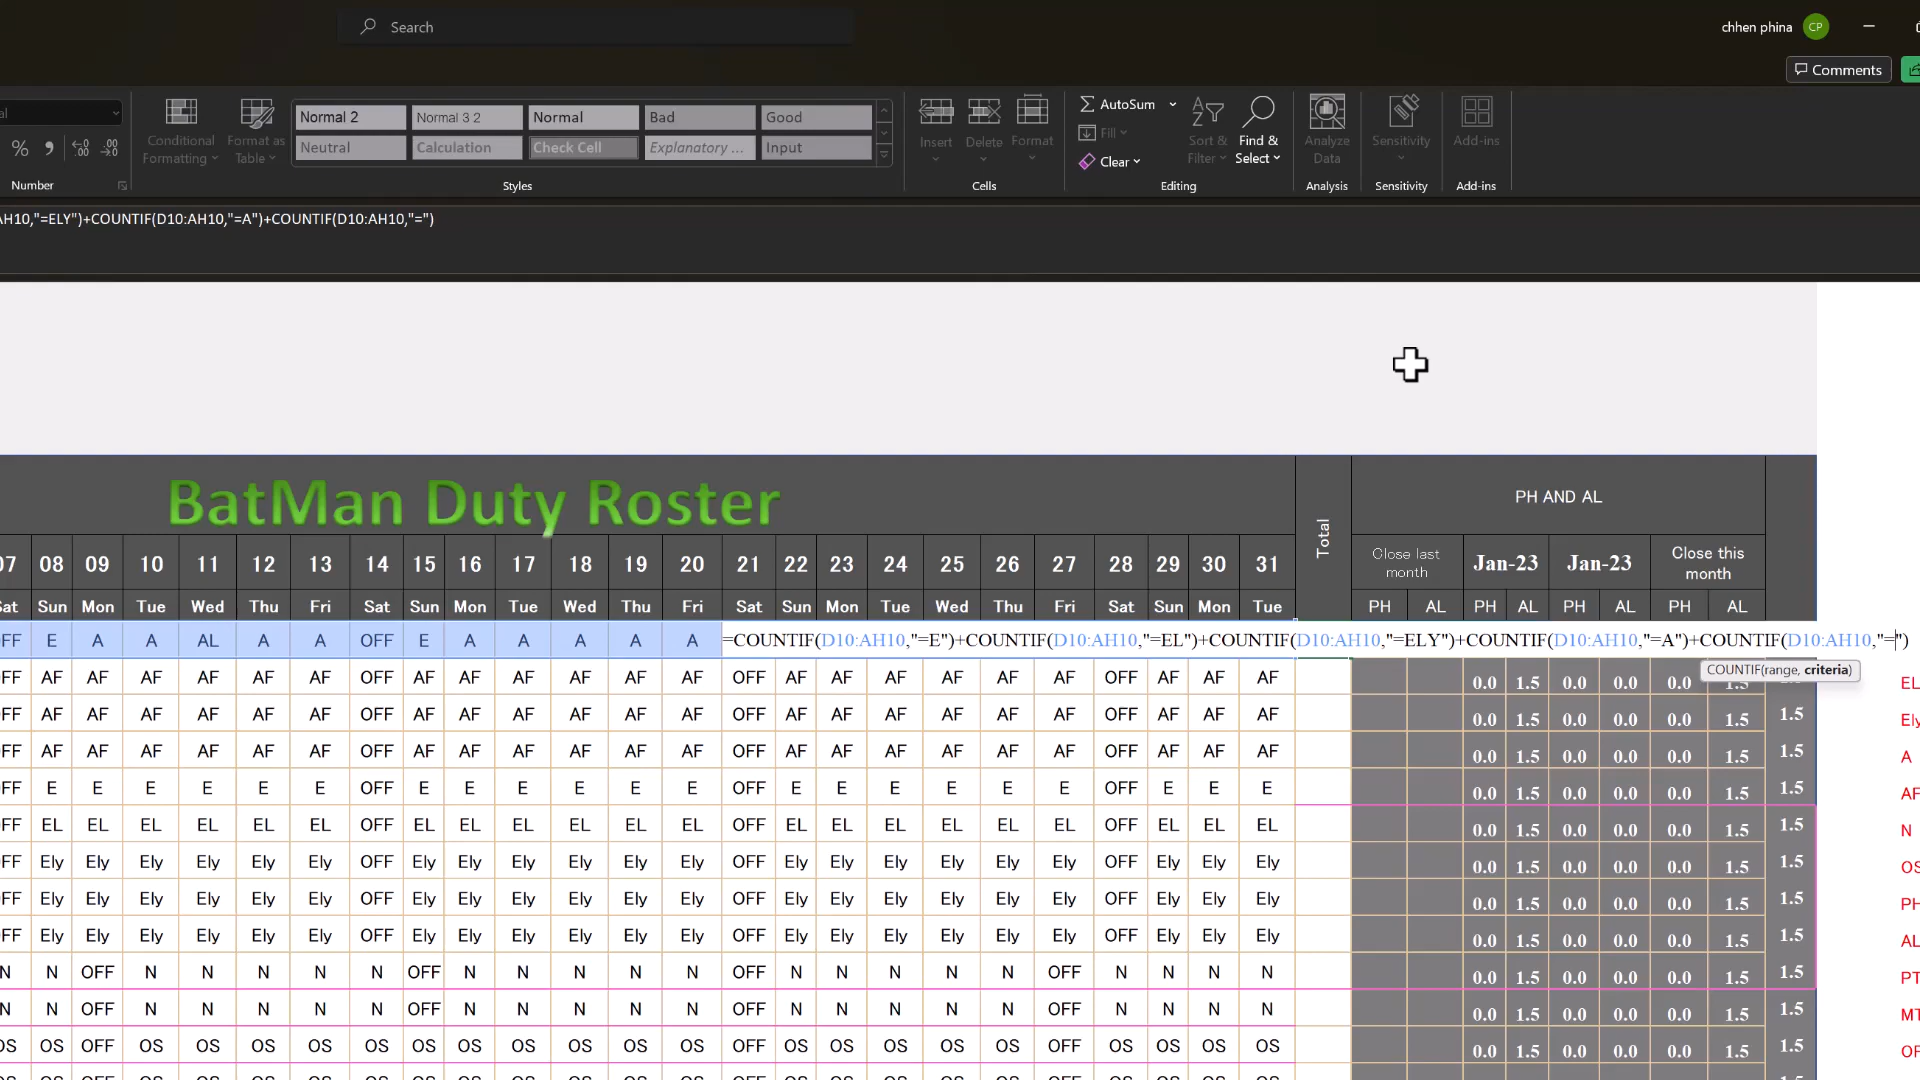 Search
chhen phina CP
Comments
Conditional Formatting
Format as Table
Normal 2 Normal 3 2 Normal Bad Good
Neutral Calculation Check Cell Explanatory ... Input
Insert Delete Format
AutoSum
Fill
Clear
Sort & Filter
Find & Select
Analyze Data
Sensitivity
Add-ins
Number Styles Cells Editing Analysis Sensitivity Add-ins
AH10,"=ELY")+COUNTIF(D10:AH10,"=A")+COUNTIF(D10:AH10,"=")
BatMan Duty Roster
Total
PH AND AL
Close last month Jan-23 Jan-23 Close this month
07 08 09 10 11 12 13 14 15 16 17 18 19 20 21 22 23 24 25 26 27 28 29 30 31
Sat Sun Mon Tue Wed Thu Fri Sat Sun Mon Tue Wed Thu Fri Sat Sun Mon Tue Wed Thu Fri Sat Sun Mon Tue PH AL PH AL PH AL PH AL
OFF E A A AL A A OFF E A A A A A =COUNTIF(D10:AH10,"=E")+COUNTIF(D10:AH10,"=EL")+COUNTIF(D10:AH10,"=ELY")+COUNTIF(D10:AH10,"=A")+COUNTIF(D10:AH10,"=")
COUNTIF(range, criteria)
OFF AF AF AF AF AF AF OFF AF AF AF AF AF AF OFF AF AF AF AF AF AF OFF AF AF AF 0.0 1.5 0.0 0.0 0.0 1.5 EL
OFF AF AF AF AF AF AF OFF AF AF AF AF AF AF OFF AF AF AF AF AF AF OFF AF AF AF 0.0 1.5 0.0 0.0 0.0 1.5 1.5 Ely
OFF AF AF AF AF AF AF OFF AF AF AF AF AF AF OFF AF AF AF AF AF AF OFF AF AF AF 0.0 1.5 0.0 0.0 0.0 1.5 1.5 A
OFF E E E E E E OFF E E E E E E OFF E E E E E E OFF E E E 0.0 1.5 0.0 0.0 0.0 1.5 1.5 AF
OFF EL EL EL EL EL EL OFF EL EL EL EL EL EL OFF EL EL EL EL EL EL OFF EL EL EL 0.0 1.5 0.0 0.0 0.0 1.5 1.5 N
OFF Ely Ely Ely Ely Ely Ely OFF Ely Ely Ely Ely Ely Ely OFF Ely Ely Ely Ely Ely Ely OFF Ely Ely Ely 0.0 1.5 0.0 0.0 0.0 1.5 1.5 OS
OFF Ely Ely Ely Ely Ely Ely OFF Ely Ely Ely Ely Ely Ely OFF Ely Ely Ely Ely Ely Ely OFF Ely Ely Ely 0.0 1.5 0.0 0.0 0.0 1.5 1.5 PH
OFF Ely Ely Ely Ely Ely Ely OFF Ely Ely Ely Ely Ely Ely OFF Ely Ely Ely Ely Ely Ely OFF Ely Ely Ely 0.0 1.5 0.0 0.0 0.0 1.5 1.5 AL
N N OFF N N N N N OFF N N N N N OFF N N N N N OFF N N N N 0.0 1.5 0.0 0.0 0.0 1.5 1.5 PT
N N OFF N N N N N OFF N N N N N OFF N N N N N OFF N N N N 0.0 1.5 0.0 0.0 0.0 1.5 1.5 MT
OS OS OFF OS OS OS OS OS OS OS OS OS OS OS OFF OS OS OS OS OS OFF OS OS OS OS 0.0 1.5 0.0 0.0 0.0 1.5 1.5 OF